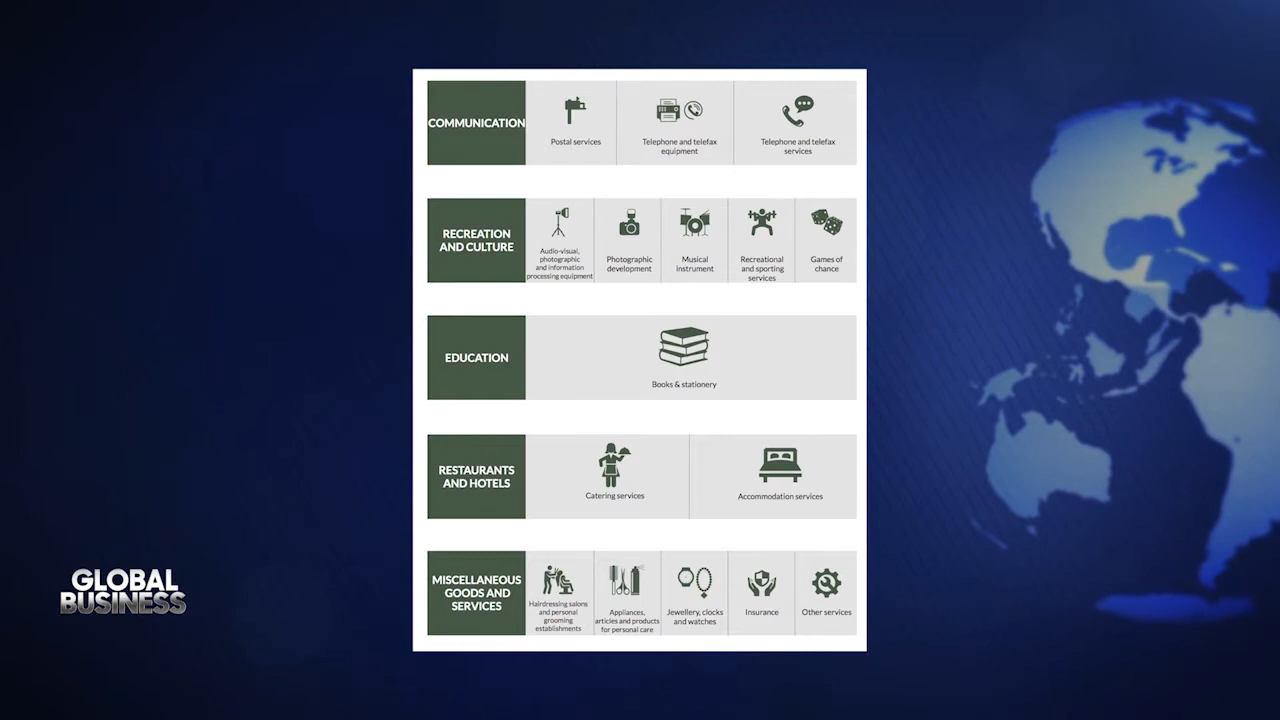 COMMUNICATION
Postal services
Telephone and telefax
equipment
Telephone and telefax
services
RECREATION
AND CULTURE
Audio-visual,
photographic
and information
processing equipment
Photographic
development
Musical
instrument
Recreational
and sporting
services
Games of
chance
EDUCATION
Books & stationery
RESTAURANTS
AND HOTELS
Catering services
Accommodation services
MISCELLANEOUS
GOODS AND
SERVICES
Hairdressing salons
and personal
grooming
establishments
Appliances,
articles and products
for personal care
Jewellery, clocks
and watches
Insurance
Other services
GLOBAL
BUSINESS